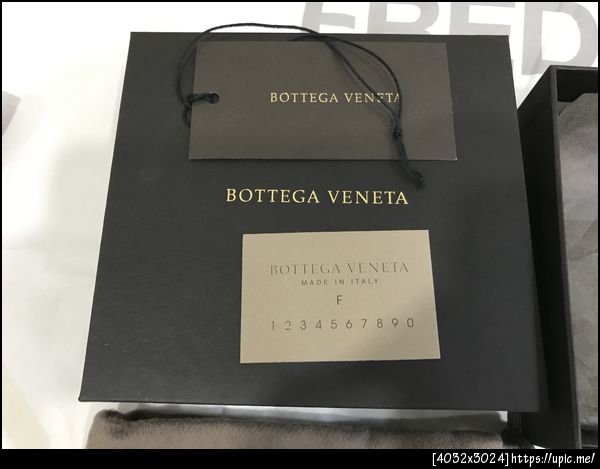 FRED
BOTTEGA VENETA
BOTTEGA VENETA
BOTTEGA VENETA
MADE IN ITALY
F
1 2 3 4 5 6 7 8 9 0
[4032x3024]https://upic.me/